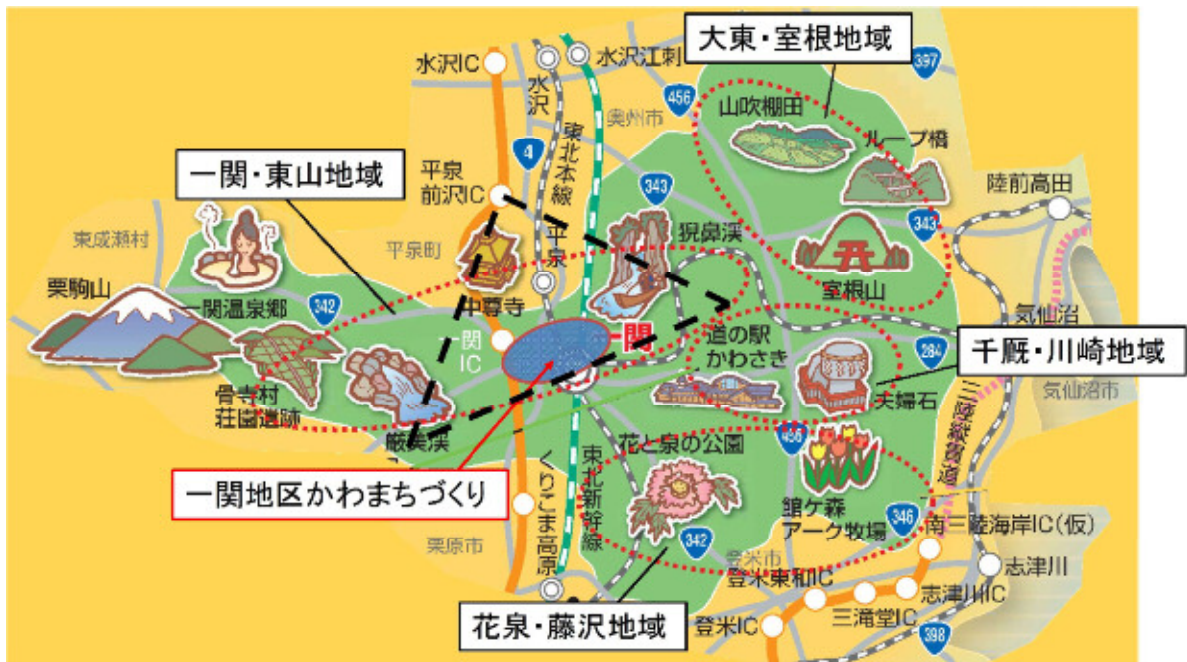 大東・室根地域
水沢IC
水沢
水沢江刺
397
456
奥州市
山吹棚田
ループ橋
4
東北本線
一関・東山地域
平泉
前沢IC
343
陸前高田
東成瀬村
平泉町
平泉
猊鼻渓
343
栗駒山
中尊寺
室根山
一関温泉郷
342
気仙沼
一関
IC
一関
道の駅
かわさき
284
千厩・川崎地域
骨寺村
荘園遺跡
夫婦石
気仙沼市
厳美渓
花と泉の公園
456
一関地区かわまちづくり
くりこま高原
東北新幹線
館ケ森
アーク牧場
346
南三陸海岸IC(仮)
栗原市
342
登米市
登米東和IC
志津川
志津川IC
花泉・藤沢地域
登米IC
三滝堂IC
398